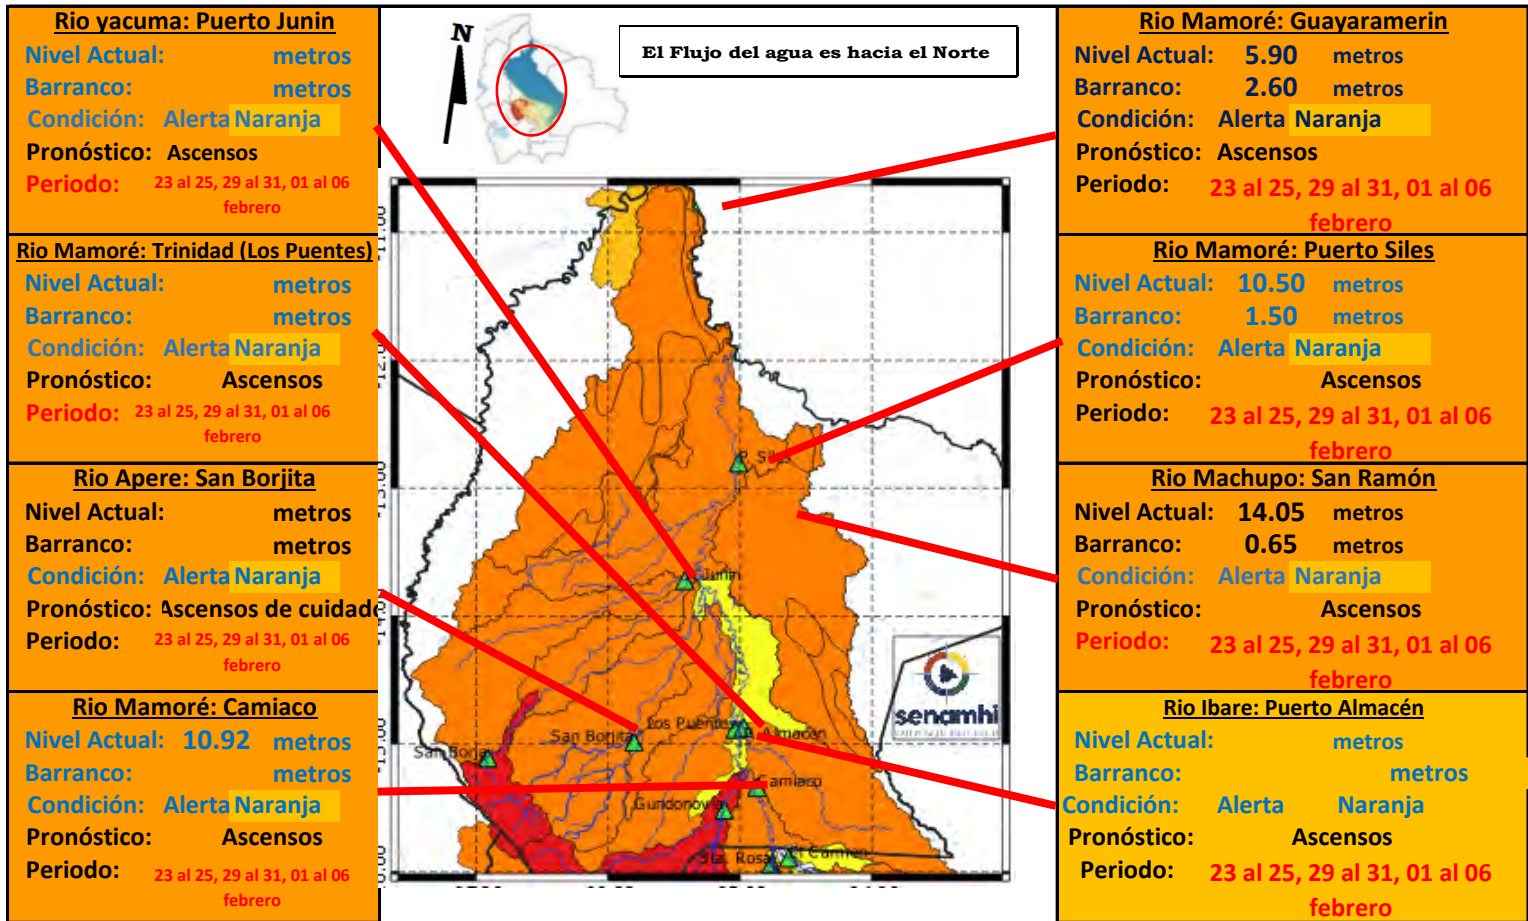 Rio yacuma: Puerto Junin
Nivel Actual: metros
Barranco: metros
Condición: Alerta Naranja
Pronóstico: Ascensos
Periodo: 23 al 25, 29 al 31, 01 al 06
febrero
Rio Mamoré: Trinidad (Los Puentes)
Nivel Actual: metros
Barranco: metros
Condición: Alerta Naranja
Pronóstico: Ascensos
Periodo: 23 al 25, 29 al 31, 01 al 06
febrero
Rio Apere: San Borjita
Nivel Actual: metros
Barranco: metros
Condición: Alerta Naranja
Pronóstico: Ascensos de cuidado
Periodo: 23 al 25, 29 al 31, 01 al 06
febrero
Rio Mamoré: Camiaco
Nivel Actual: 10.92 metros
Barranco: metros
Condición: Alerta Naranja
Pronóstico: Ascensos
Periodo: 23 al 25, 29 al 31, 01 al 06
febrero
N
El Flujo del agua es hacia el Norte
P. Siles
Junin
Los Puentes
Almacén
San Borjita
San Borja
Camiaco
Gundonovia
Sta. Rosa
El Carmen
senamhi
Rio Mamoré: Guayaramerin
Nivel Actual: 5.90 metros
Barranco: 2.60 metros
Condición: Alerta Naranja
Pronóstico: Ascensos
Periodo: 23 al 25, 29 al 31, 01 al 06
febrero
Rio Mamoré: Puerto Siles
Nivel Actual: 10.50 metros
Barranco: 1.50 metros
Condición: Alerta Naranja
Pronóstico: Ascensos
Periodo: 23 al 25, 29 al 31, 01 al 06
febrero
Rio Machupo: San Ramón
Nivel Actual: 14.05 metros
Barranco: 0.65 metros
Condición: Alerta Naranja
Pronóstico: Ascensos
Periodo: 23 al 25, 29 al 31, 01 al 06
febrero
Rio Ibare: Puerto Almacén
Nivel Actual: metros
Barranco: metros
Condición: Alerta Naranja
Pronóstico: Ascensos
Periodo: 23 al 25, 29 al 31, 01 al 06
febrero